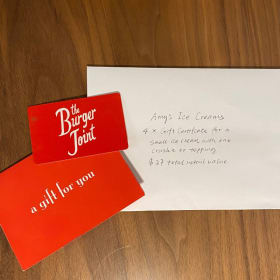 the
Burger
Joint
a gift for you
Amy's Ice Creams
4 x Gift Certificate for a
small ice cream with one
crush'n or topping
$27 total retail value